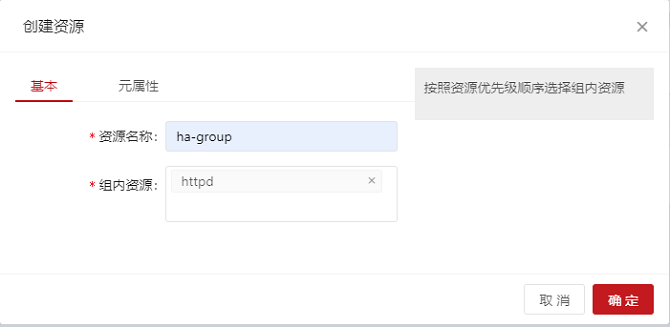 创建资源
基本
元属性
按照资源优先级顺序选择组内资源
* 资源名称: ha-group
* 组内资源: httpd ×
取 消
确 定